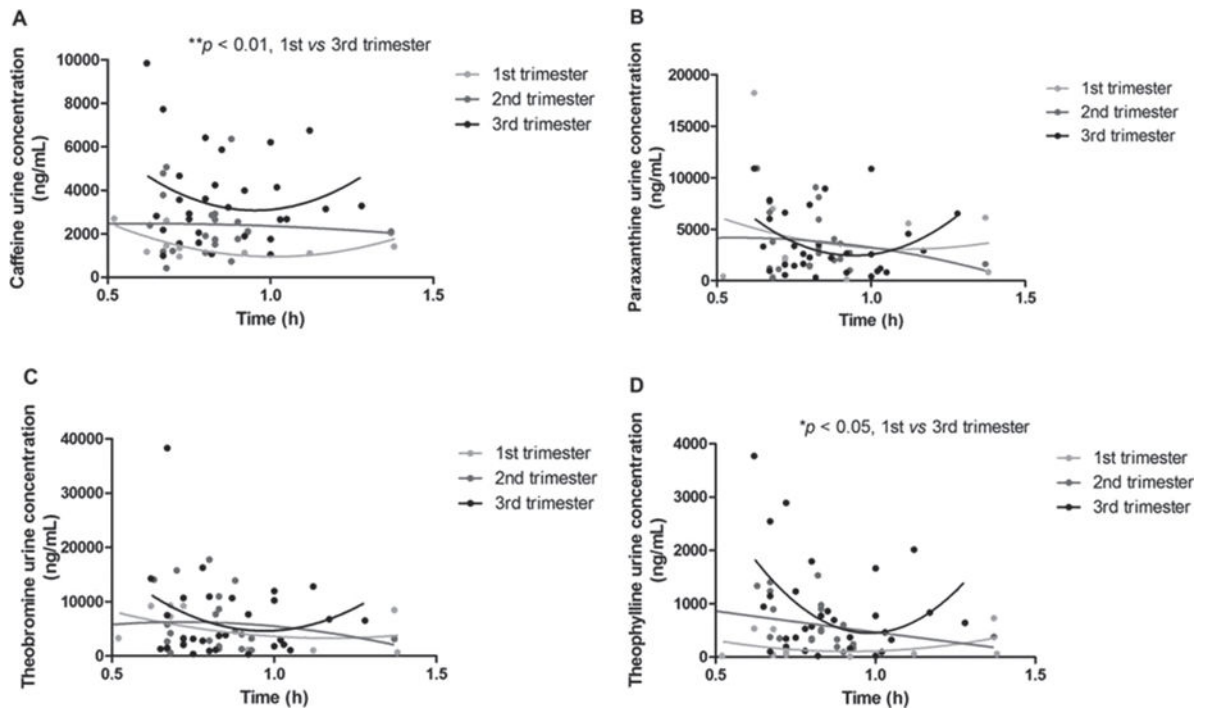 A
**p < 0.01, 1st vs 3rd trimester
Caffeine urine concentration
(ng/mL)
10000
8000
6000
4000
2000
0
0.5
1.0
1.5
Time (h)
1st trimester
2nd trimester
3rd trimester
B
Paraxanthine urine concentration
(ng/mL)
20000
15000
10000
5000
0
0.5
1.0
1.5
Time (h)
1st trimester
2nd trimester
3rd trimester
C
Theobromine urine concentration
(ng/mL)
40000
30000
20000
10000
0
0.5
1.0
1.5
Time (h)
1st trimester
2nd trimester
3rd trimester
D
*p < 0.05, 1st vs 3rd trimester
Theophylline urine concentration
(ng/mL)
4000
3000
2000
1000
0
0.5
1.0
1.5
Time (h)
1st trimester
2nd trimester
3rd trimester